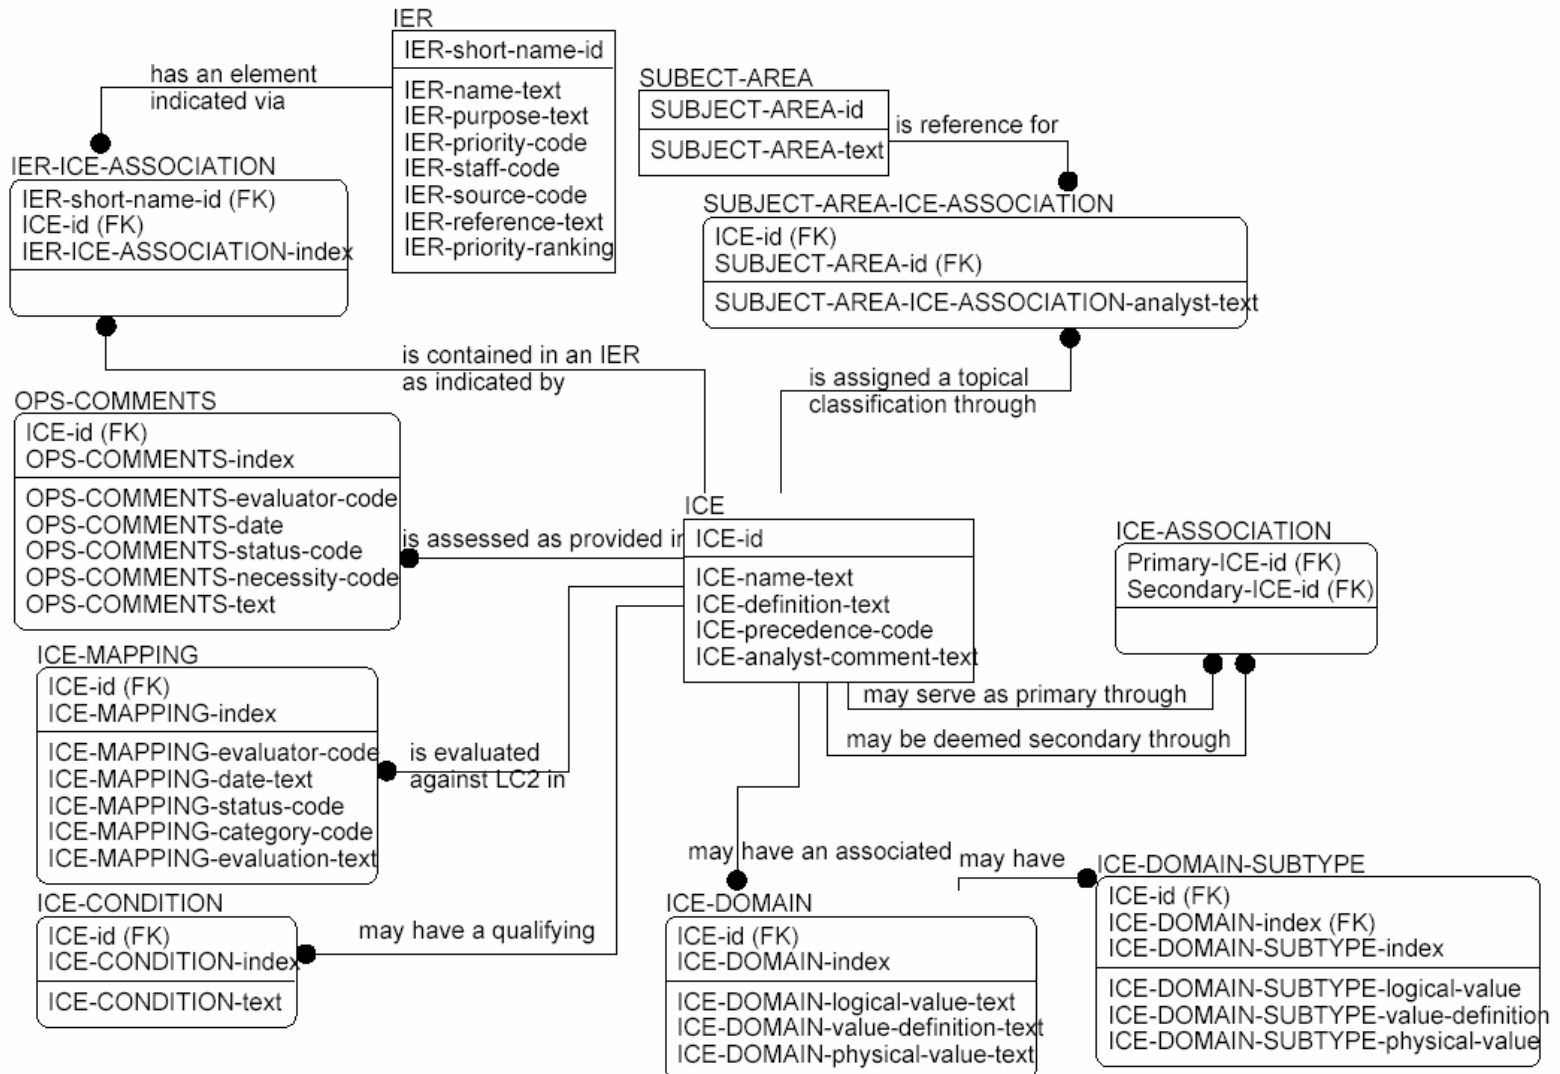 IER
IER-short-name-id
IER-name-text
IER-purpose-text
IER-priority-code
IER-staff-code
IER-source-code
IER-reference-text
IER-priority-ranking
has an element
indicated via
SUBECT-AREA
SUBJECT-AREA-id
SUBJECT-AREA-text
is reference for
IER-ICE-ASSOCIATION
IER-short-name-id (FK)
ICE-id (FK)
IER-ICE-ASSOCIATION-index
SUBJECT-AREA-ICE-ASSOCIATION
ICE-id (FK)
SUBJECT-AREA-id (FK)
SUBJECT-AREA-ICE-ASSOCIATION-analyst-text
is contained in an IER
as indicated by
is assigned a topical
classification through
OPS-COMMENTS
ICE-id (FK)
OPS-COMMENTS-index
OPS-COMMENTS-evaluator-code
OPS-COMMENTS-date
OPS-COMMENTS-status-code
OPS-COMMENTS-necessity-code
OPS-COMMENTS-text
is assessed as provided in
ICE
ICE-id
ICE-name-text
ICE-definition-text
ICE-precedence-code
ICE-analyst-comment-text
ICE-ASSOCIATION
Primary-ICE-id (FK)
Secondary-ICE-id (FK)
may serve as primary through
may be deemed secondary through
ICE-MAPPING
ICE-id (FK)
ICE-MAPPING-index
ICE-MAPPING-evaluator-code
ICE-MAPPING-date-text
ICE-MAPPING-status-code
ICE-MAPPING-category-code
ICE-MAPPING-evaluation-text
is evaluated
against LC2 in
ICE-CONDITION
ICE-id (FK)
ICE-CONDITION-index
ICE-CONDITION-text
may have a qualifying
may have an associated
ICE-DOMAIN
ICE-id (FK)
ICE-DOMAIN-index
ICE-DOMAIN-logical-value-text
ICE-DOMAIN-value-definition-text
ICE-DOMAIN-physical-value-text
may have
ICE-DOMAIN-SUBTYPE
ICE-id (FK)
ICE-DOMAIN-index (FK)
ICE-DOMAIN-SUBTYPE-index
ICE-DOMAIN-SUBTYPE-logical-value
ICE-DOMAIN-SUBTYPE-value-definition
ICE-DOMAIN-SUBTYPE-physical-value